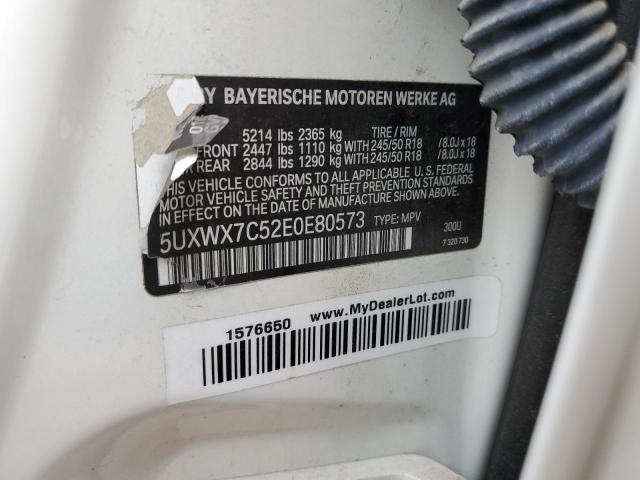 BY BAYERISCHE MOTOREN WERKE AG
5214 lbs 2365 kg TIRE / RIM
FRONT 2447 lbs 1110 kg WITH 245/50 R18 /8.0J x 18
REAR 2844 lbs 1290 kg WITH 245/50 R18 /8.0J x 18
THIS VEHICLE CONFORMS TO ALL APPLICABLE U. S. FEDERAL
MOTOR VEHICLE SAFETY AND THEFT PREVENTION STANDARDS
IN EFFECT ON THE DATE OF MANUFACTURE SHOWN ABOVE.
5UXWX7C52E0E80573 TYPE: MPV 300U
7 320 730
1576650 www.MyDealerLot.com